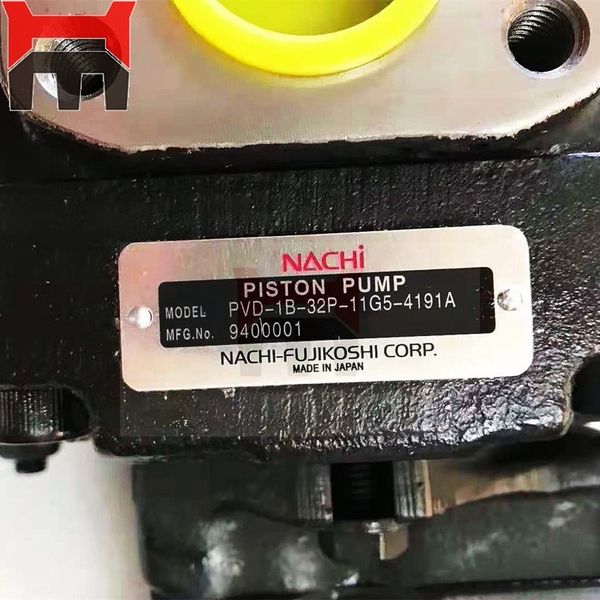 NACHi
PISTON PUMP
MODEL PVD-1B-32P-11G5-4191A
MFG.No. 9400001
NACHI-FUJIKOSHI CORP.
MADE IN JAPAN